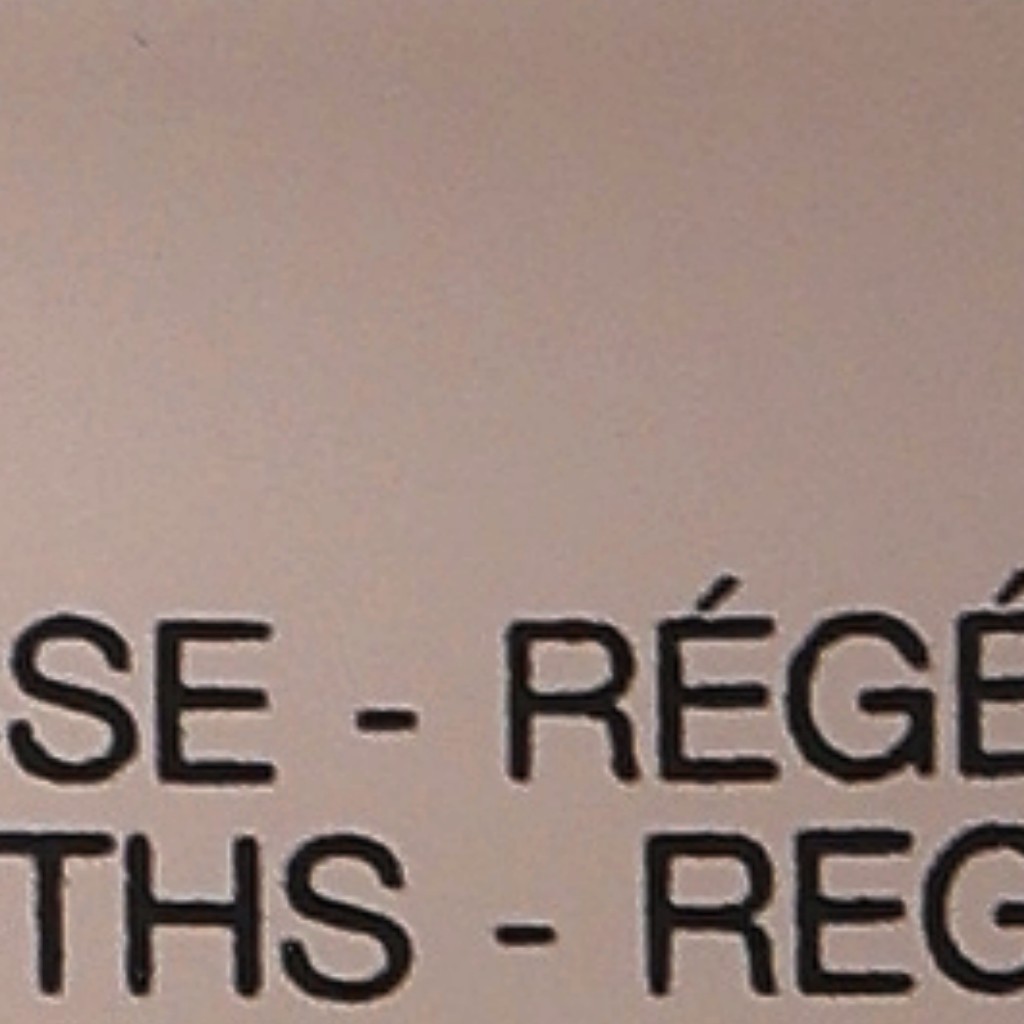 SE - RÉGÉ
THS - REG